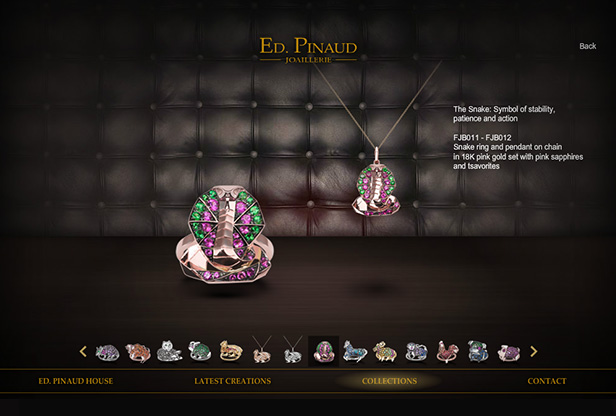 ED. PINAUD
JOAILLERIE
Back
The Snake: Symbol of stability,
patience and action
FJB011 - FJB012
Snake ring and pendant on chain
in 18K pink gold set with pink sapphires
and tsavorites
ED. PINAUD HOUSE
LATEST CREATIONS
COLLECTIONS
CONTACT